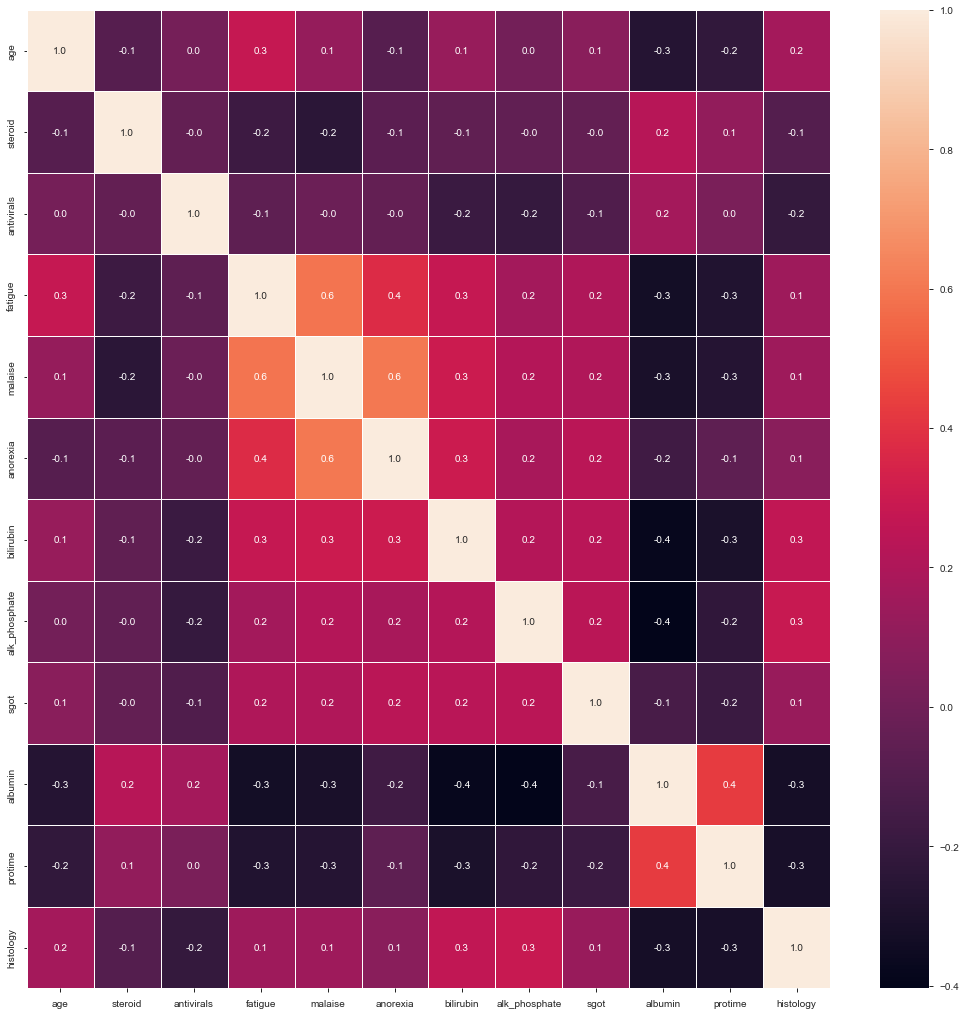 age 1.0 -0.1 0.0 0.3 0.1 -0.1 0.1 0.0 0.1 -0.3 -0.2 0.2
steroid -0.1 1.0 -0.0 -0.2 -0.2 -0.1 -0.1 -0.0 -0.0 0.2 0.1 -0.1
antivirals 0.0 -0.0 1.0 -0.1 -0.0 -0.0 -0.2 -0.2 -0.1 0.2 0.0 -0.2
fatigue 0.3 -0.2 -0.1 1.0 0.6 0.4 0.3 0.2 0.2 -0.3 -0.3 0.1
malaise 0.1 -0.2 -0.0 0.6 1.0 0.6 0.3 0.2 0.2 -0.3 -0.3 0.1
anorexia -0.1 -0.1 -0.0 0.4 0.6 1.0 0.3 0.2 0.2 -0.2 -0.1 0.1
bilirubin 0.1 -0.1 -0.2 0.3 0.3 0.3 1.0 0.2 0.2 -0.4 -0.3 0.3
alk_phosphate 0.0 -0.0 -0.2 0.2 0.2 0.2 0.2 1.0 0.2 -0.4 -0.2 0.3
sgot 0.1 -0.0 -0.1 0.2 0.2 0.2 0.2 0.2 1.0 -0.1 -0.2 0.1
albumin -0.3 0.2 0.2 -0.3 -0.3 -0.2 -0.4 -0.4 -0.1 1.0 0.4 -0.3
protime -0.2 0.1 0.0 -0.3 -0.3 -0.1 -0.3 -0.2 -0.2 0.4 1.0 -0.3
histology 0.2 -0.1 -0.2 0.1 0.1 0.1 0.3 0.3 0.1 -0.3 -0.3 1.0
age steroid antivirals fatigue malaise anorexia bilirubin alk_phosphate sgot albumin protime histology
1.0
0.8
0.6
0.4
0.2
0.0
−0.2
−0.4